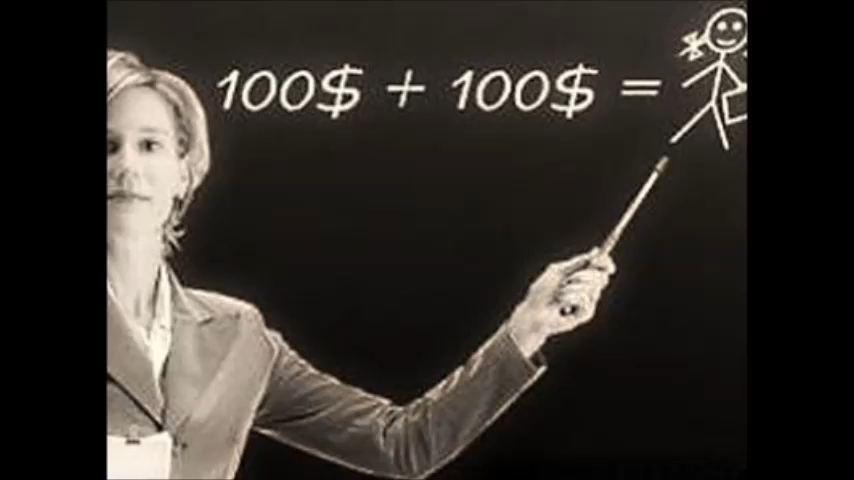 100$ + 100$ =